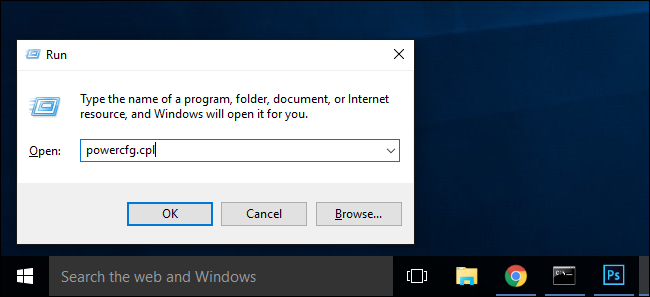 Run
Type the name of a program, folder, document, or Internet
resource, and Windows will open it for you.
Open: powercfg.cpl
OK Cancel Browse...
Search the web and Windows
C:\_ Ps